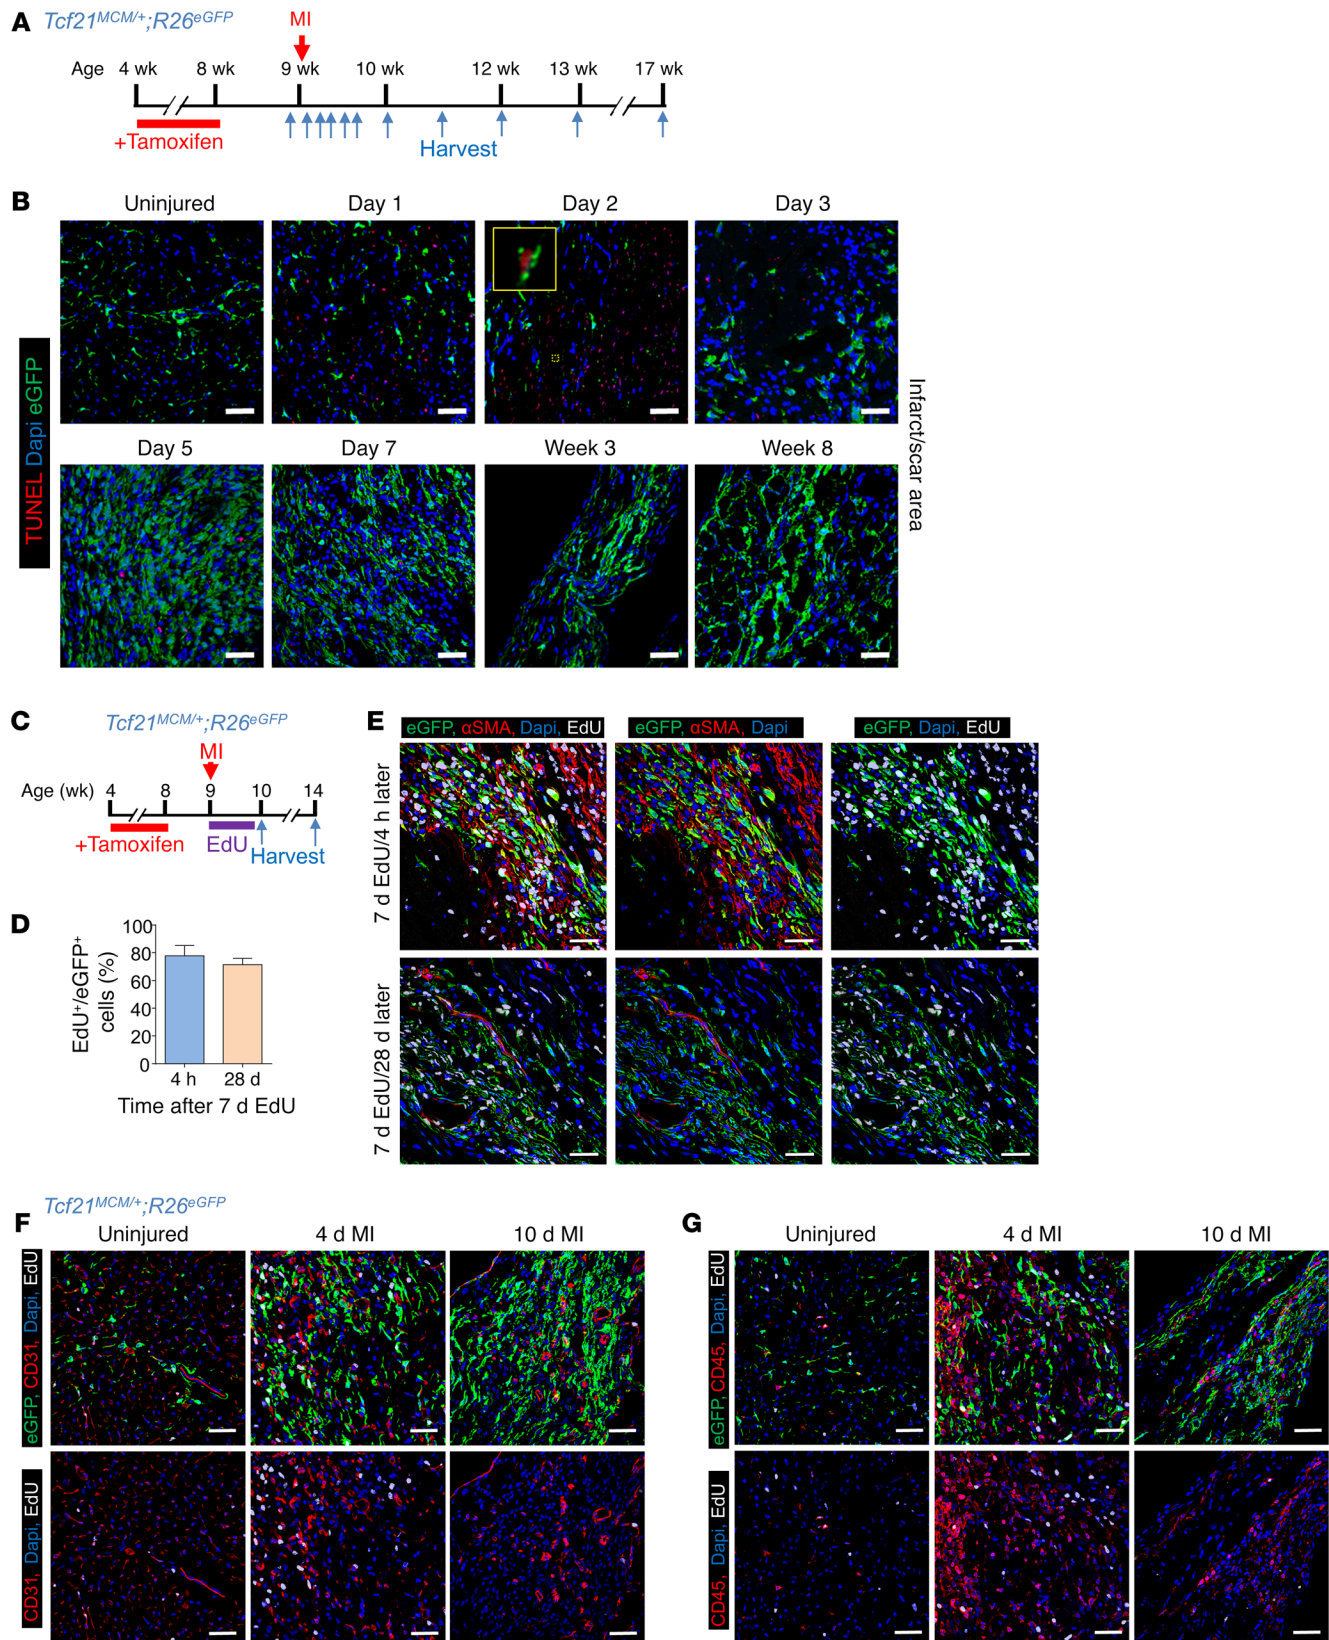 A Tcf21MCM/+;R26eGFP
MI
Age 4 wk 8 wk 9 wk 10 wk 12 wk 13 wk 17 wk
+Tamoxifen
Harvest
B
Uninjured Day 1 Day 2 Day 3
TUNEL Dapi eGFP
Day 5 Day 7 Week 3 Week 8
Infarct/scar area
C
Tcf21MCM/+;R26eGFP
MI
Age (wk) 4 8 9 10 14
+Tamoxifen EdU Harvest
D
EdU+/eGFP+
cells (%)
100
80
60
40
20
0
4 h 28 d
Time after 7 d EdU
E
eGFP, αSMA, Dapi, EdU eGFP, αSMA, Dapi eGFP, Dapi, EdU
7 d EdU/4 h later
7 d EdU/28 d later
Tcf21MCM/+;R26eGFP
F
Uninjured 4 d MI 10 d MI
eGFP, CD31, Dapi, EdU
CD31, Dapi, EdU
G
Uninjured 4 d MI 10 d MI
eGFP, CD45, Dapi, EdU
CD45, Dapi, EdU